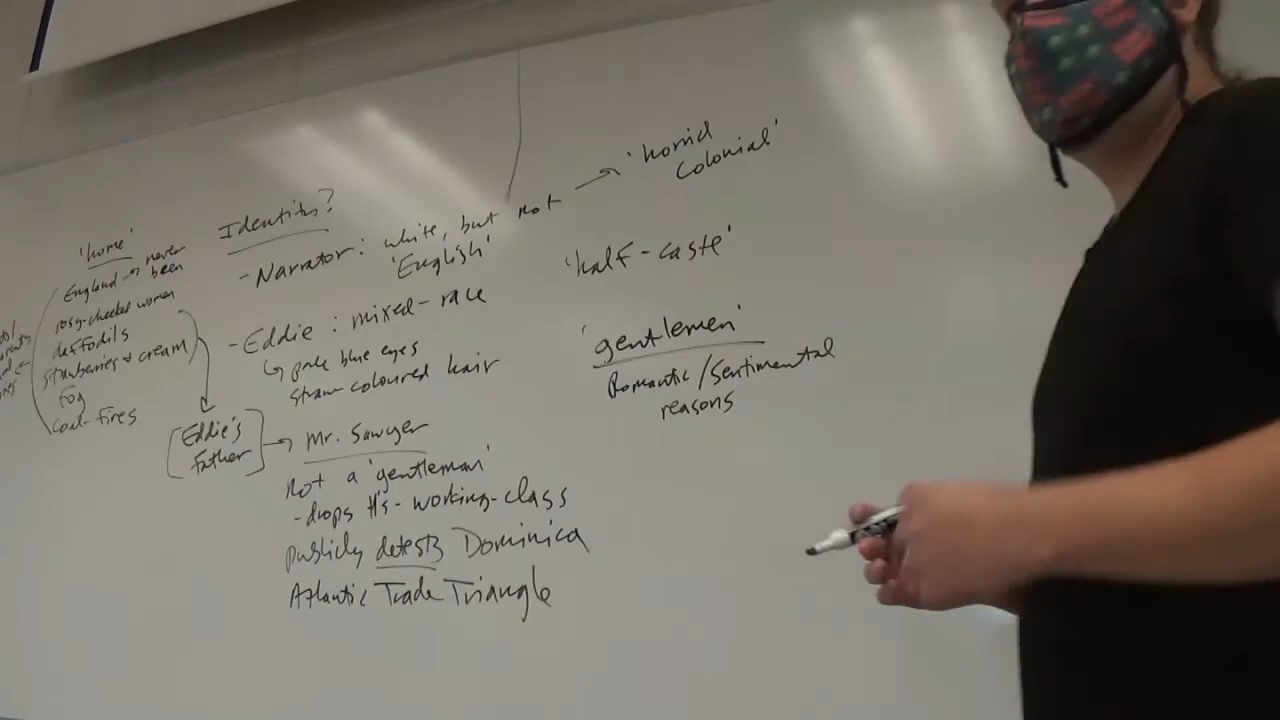 'home'
England → never
been
rosy-cheeked women
daffodils
strawberries & cream
fog
coal-fires
Identity?
- Narrator: white, but not → 'horrid
colonial'
'English'
'half-caste'
- Eddie: mixed-race
↳ pale blue eyes
straw-coloured hair
'gentlemen'
Romantic/Sentimental
reasons
[Eddie's
Father] → Mr. Sawyer
not a 'gentleman'
- drops H's - working-class
publicly detests Dominica
Atlantic Trade Triangle